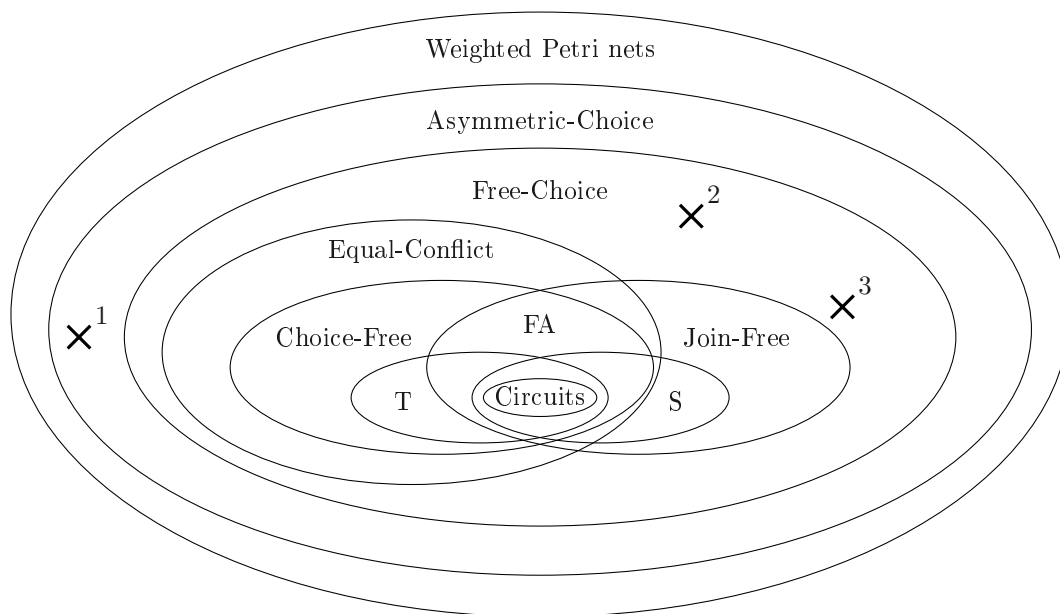 Weighted Petri nets
Asymmetric-Choice
Free-Choice
2
Equal-Conflict
3
1
FA
Choice-Free
Join-Free
Circuits
T
S